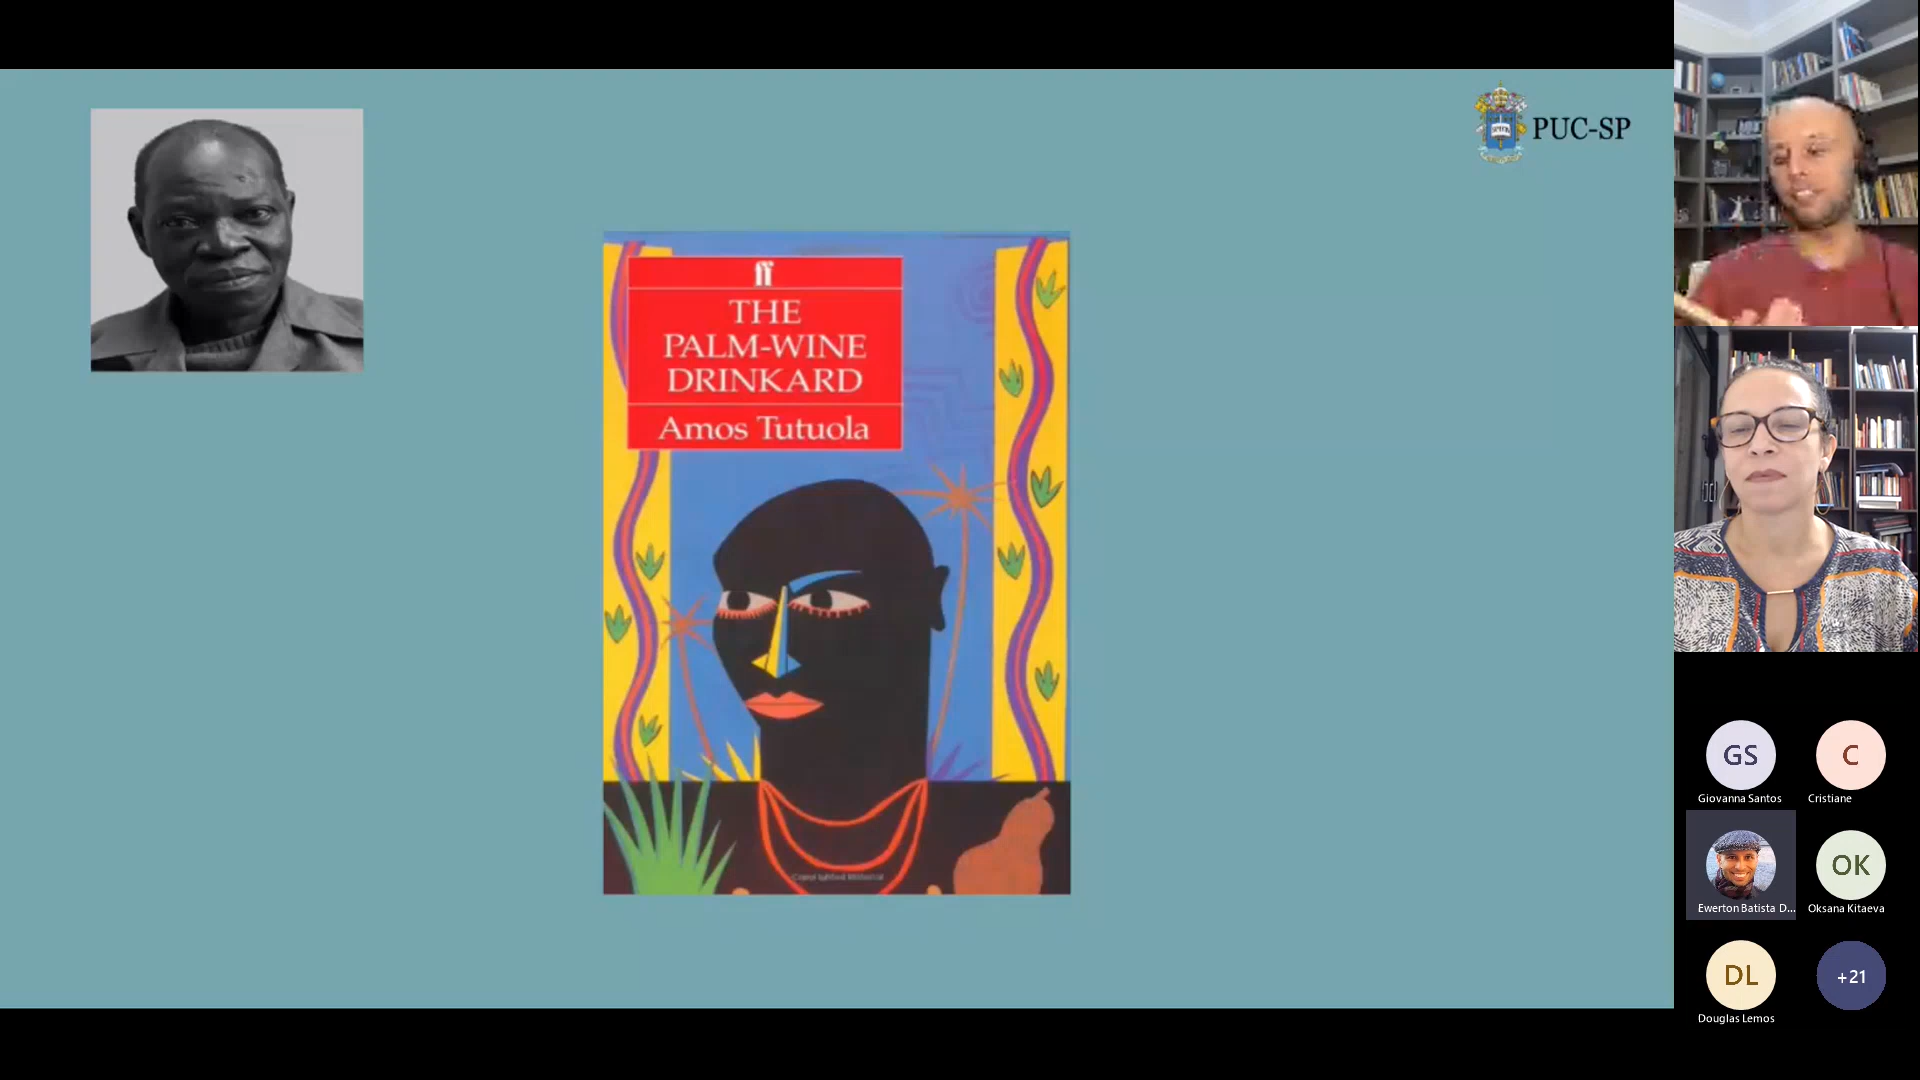 PUC-SP
ff
THE
PALM-WINE
DRINKARD
Amos Tutuola
GS
C
Giovanna Santos
Cristiane
Ewerton Batista D...
OK
Oksana Kitaeva
DL
+21
Douglas Lemos